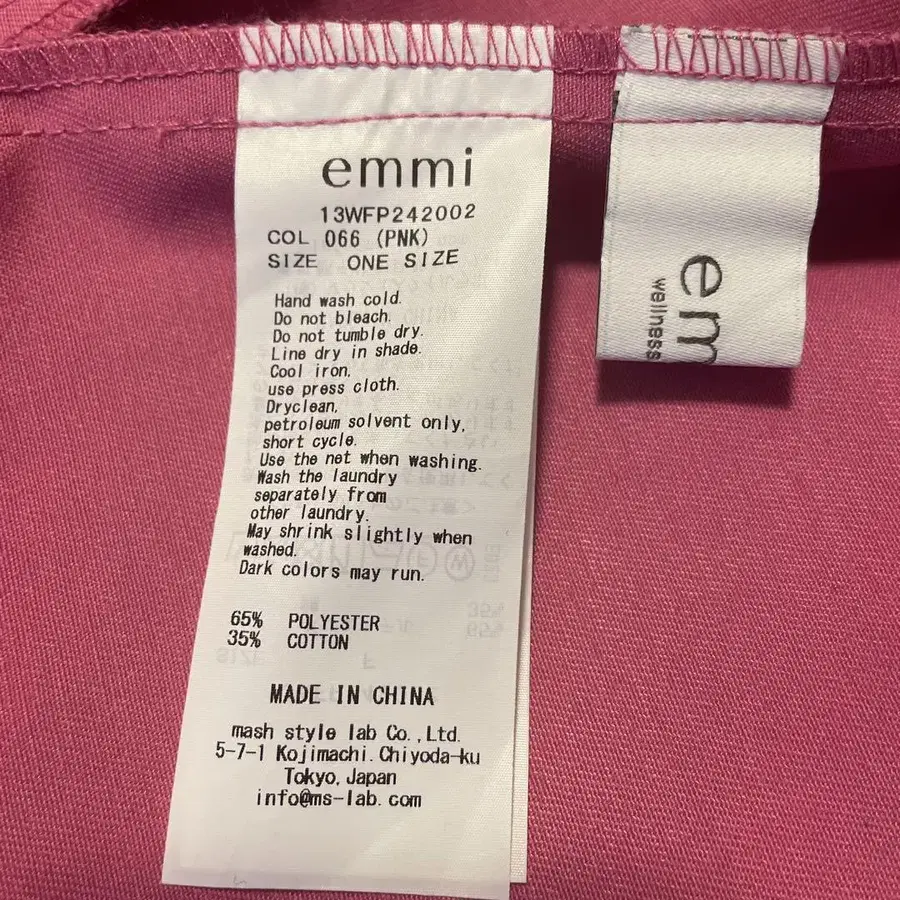 emmi
13WFP242002
COL 066 (PNK)
SIZE ONE SIZE
Hand wash cold.
Do not bleach.
Do not tumble dry.
Line dry in shade.
Cool iron,
use press cloth.
Dryclean,
petroleum solvent only,
short cycle.
Use the net when washing.
Wash the laundry
separately from
other laundry.
May shrink slightly when
washed.
Dark colors may run.
65% POLYESTER
35% COTTON
MADE IN CHINA
mash style lab Co.,Ltd.
5-7-1 Kojimachi.Chiyoda-ku
Tokyo,Japan
info@ms-lab.com
em
wellness